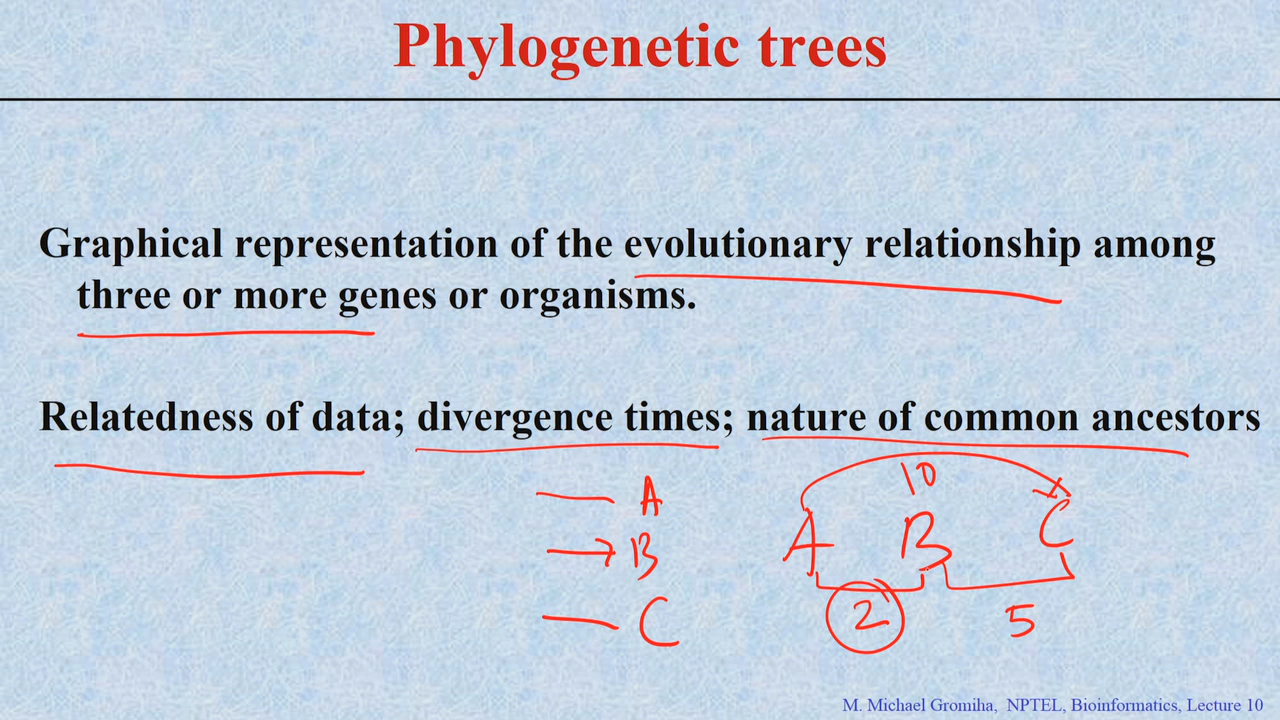 Phylogenetic trees
Graphical representation of the evolutionary relationship among
three or more genes or organisms.
Relatedness of data; divergence times; nature of common ancestors
A
B
C
10
A B C
2 5
M. Michael Gromiha, NPTEL, Bioinformatics, Lecture 10